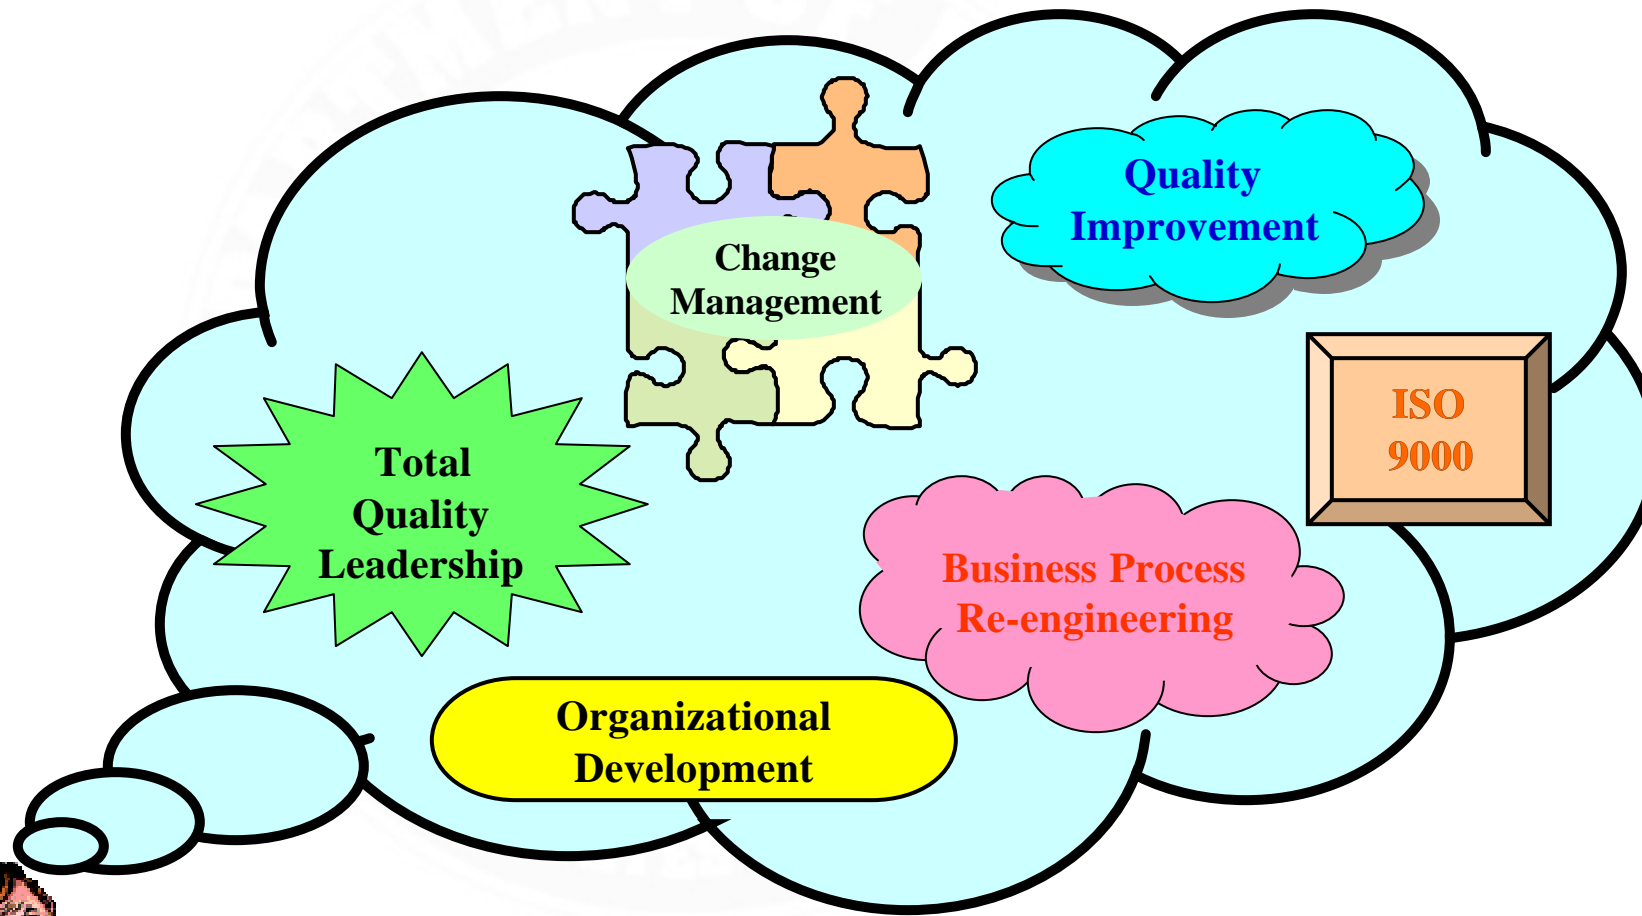 Change
Management
Quality
Improvement
ISO
9000
Total
Quality
Leadership
Business Process
Re-engineering
Organizational
Development